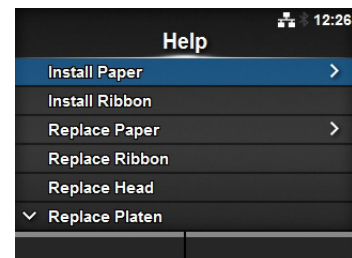 12:26
Help
Install Paper
Install Ribbon
Replace Paper
Replace Ribbon
Replace Head
Replace Platen